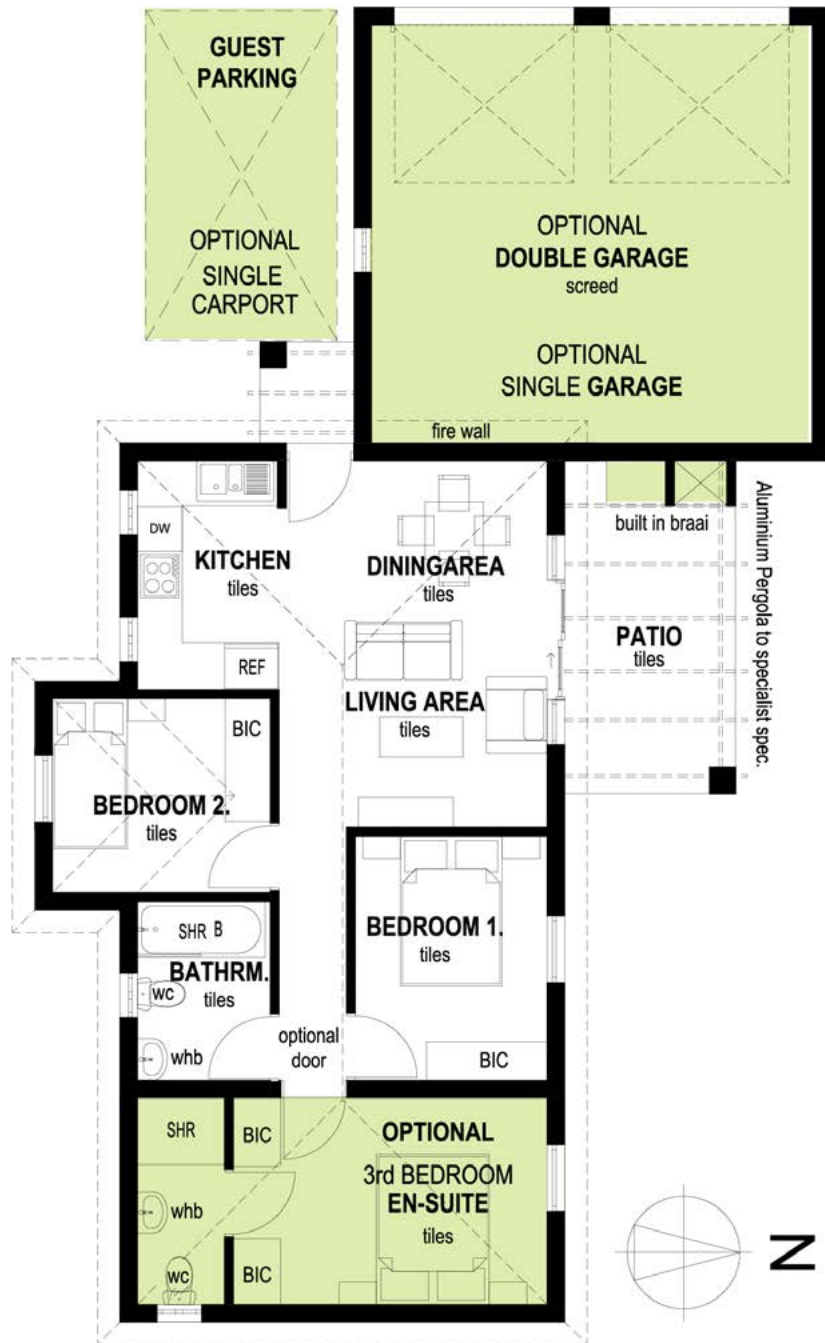 GUEST
PARKING
OPTIONAL
SINGLE
CARPORT
OPTIONAL
DOUBLE GARAGE
screed
OPTIONAL
SINGLE GARAGE
fire wall
DW
KITCHEN
tiles
REF
DININGAREA
tiles
LIVING AREA
tiles
built in braai
PATIO
tiles
Aluminium Pergola to specialist spec.
BIC
BEDROOM 2.
tiles
SHR B
BATHRM.
tiles
wc
whb
BEDROOM 1.
tiles
BIC
optional
door
SHR
BIC
whb
wc
BIC
OPTIONAL
3rd BEDROOM
EN-SUITE
tiles
N